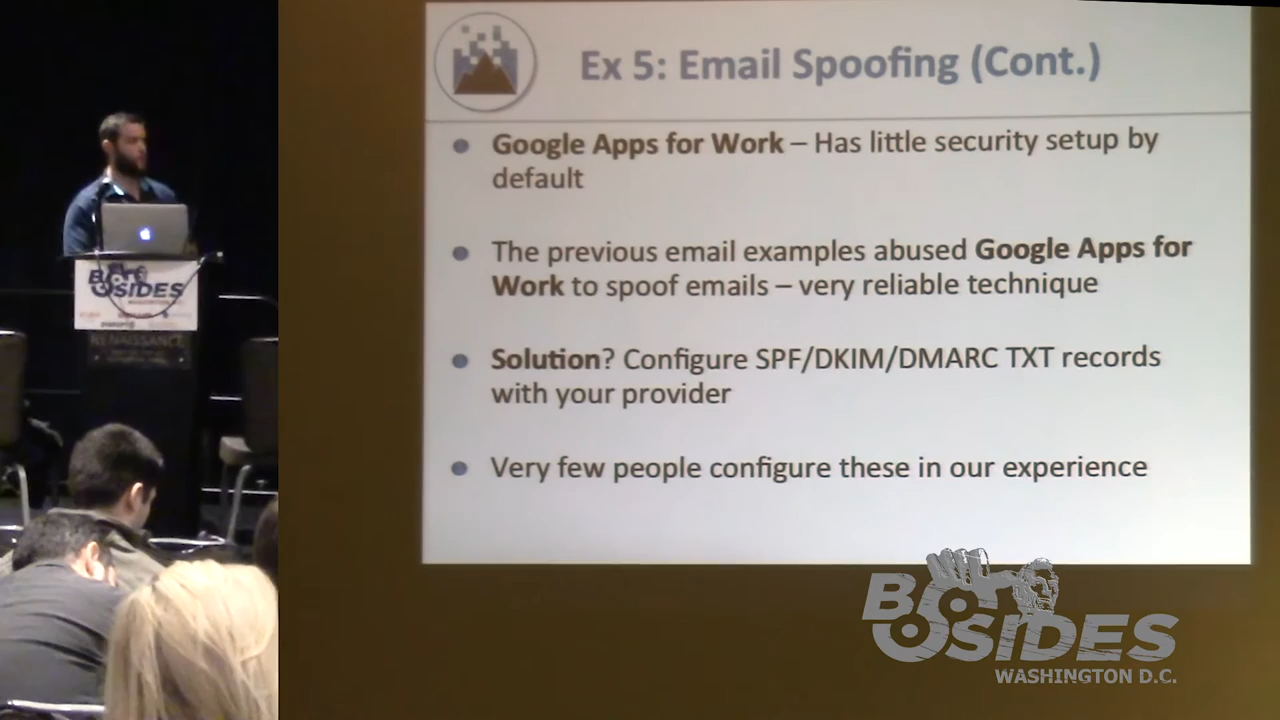 Ex 5: Email Spoofing (Cont.)
• Google Apps for Work – Has little security setup by
default
• The previous email examples abused Google Apps for
Work to spoof emails – very reliable technique
• Solution? Configure SPF/DKIM/DMARC TXT records
with your provider
• Very few people configure these in our experience
BSIDES
WASHINGTON D.C.
RENAISSANCE
BSIDES
WASHINGTON D.C.